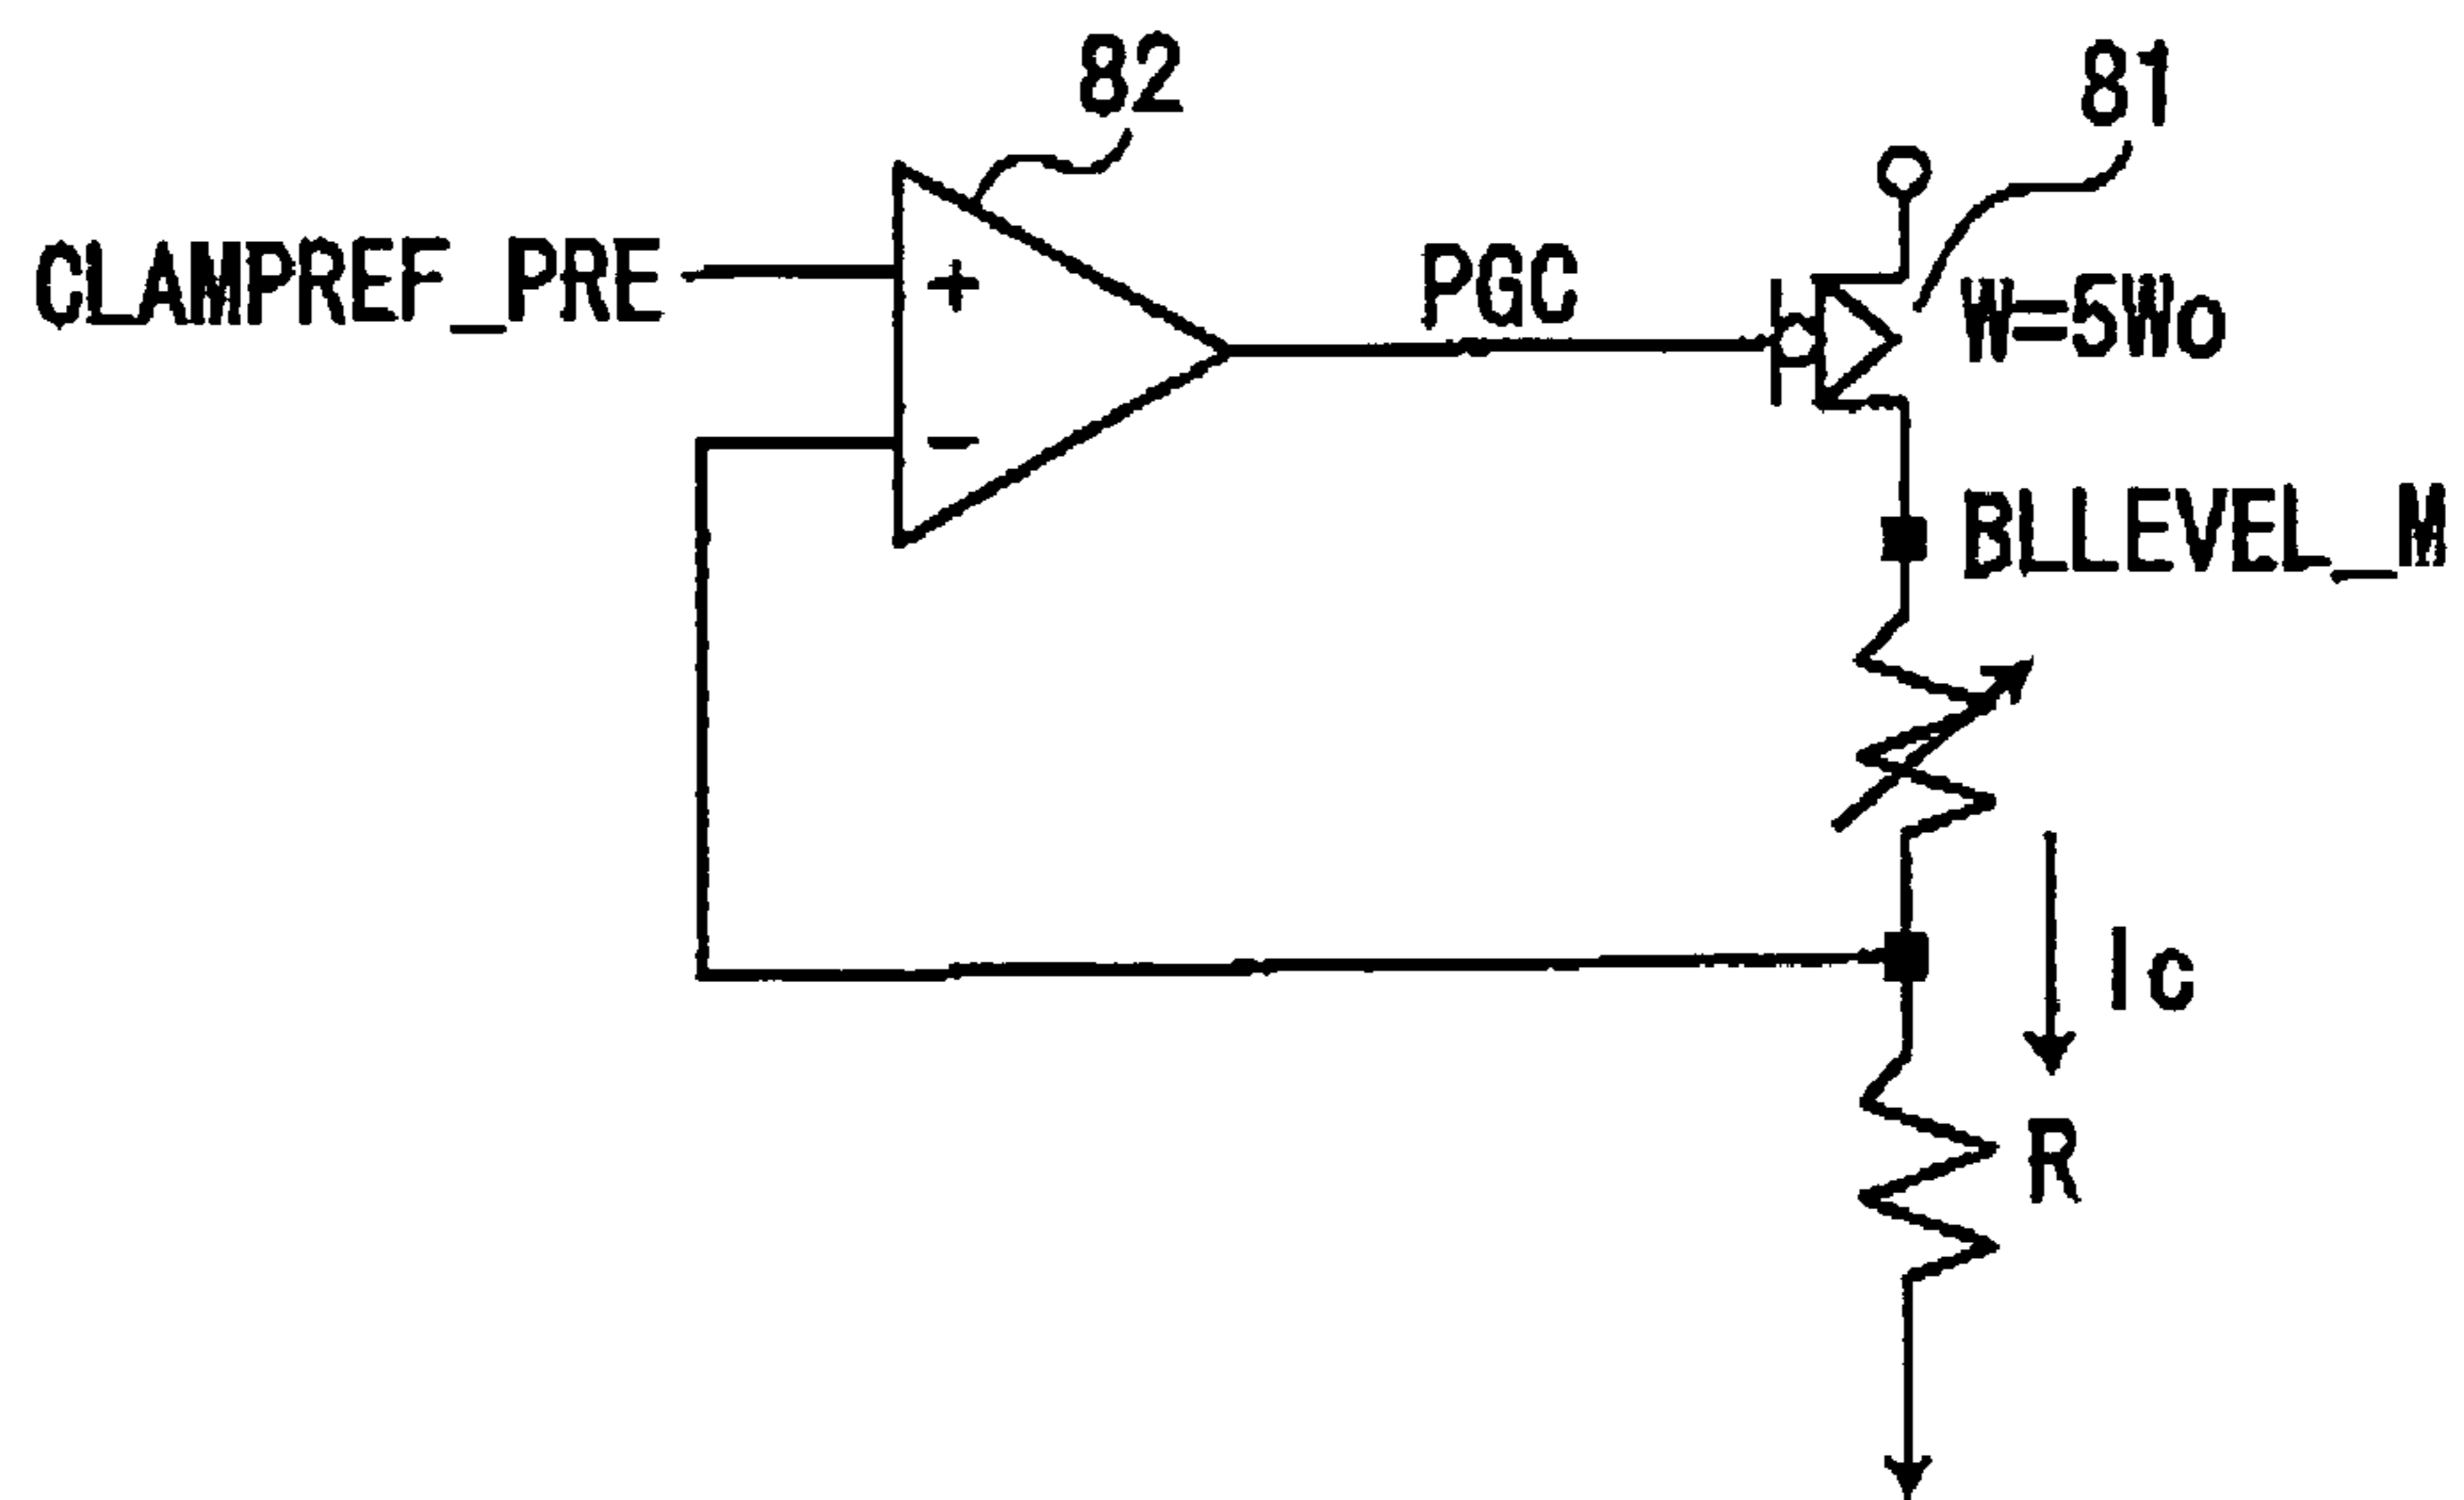 82
81
CLAMPREF_PRE
+
PGC
W=5Wo
-
BLLEVEL_M
Ic
R